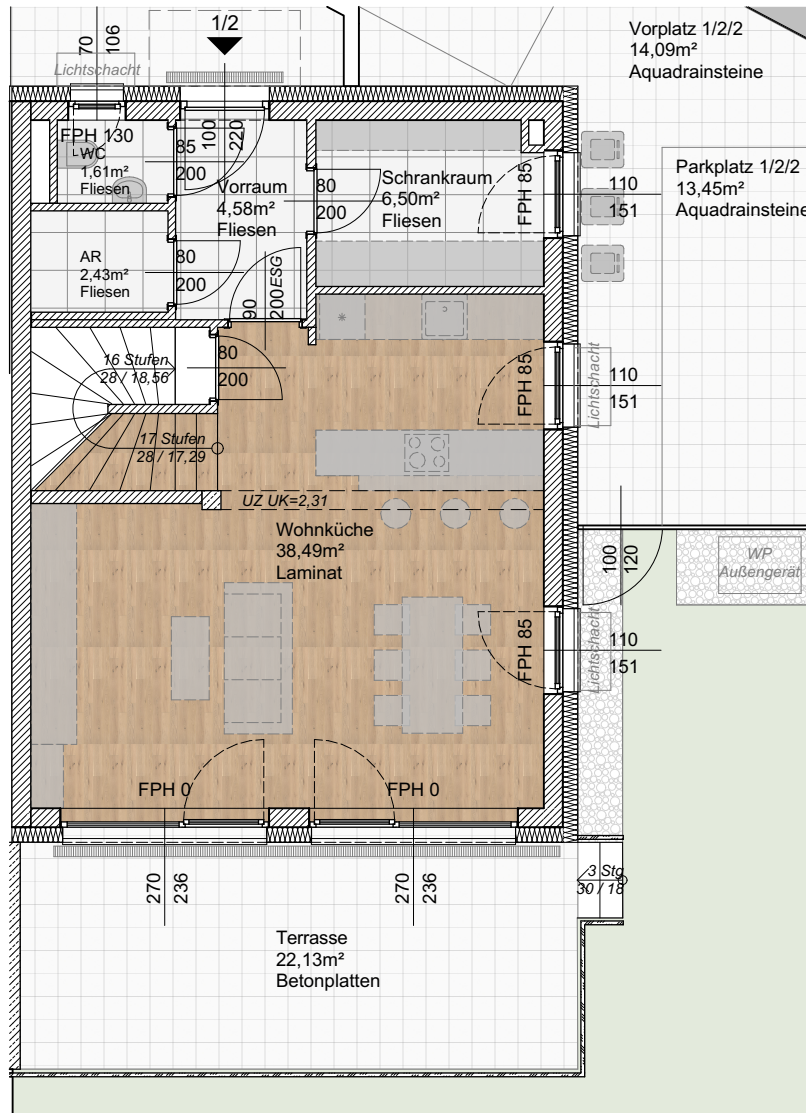 1/2
70
106
Lichtschacht
Vorplatz 1/2/2
14,09m²
Aquadrainsteine
FPH 130
WC
1,61m²
Fliesen
85
200
100
220
Vorraum
4,58m²
Fliesen
80
200
Schrankraum
6,50m²
Fliesen
FPH 85
110
151
Parkplatz 1/2/2
13,45m²
Aquadrainsteine
AR
2,43m²
Fliesen
80
200
90
200 ESG
16 Stufen
28 / 18,56
80
200
FPH 85
Lichtschacht
110
151
17 Stufen
28 / 17,29
UZ UK=2,31
Wohnküche
38,49m²
Laminat
100
120
WP
Außengerät
FPH 85
Lichtschacht
110
151
FPH 0
FPH 0
270
236
270
236
3 Stg
30 / 18
Terrasse
22,13m²
Betonplatten